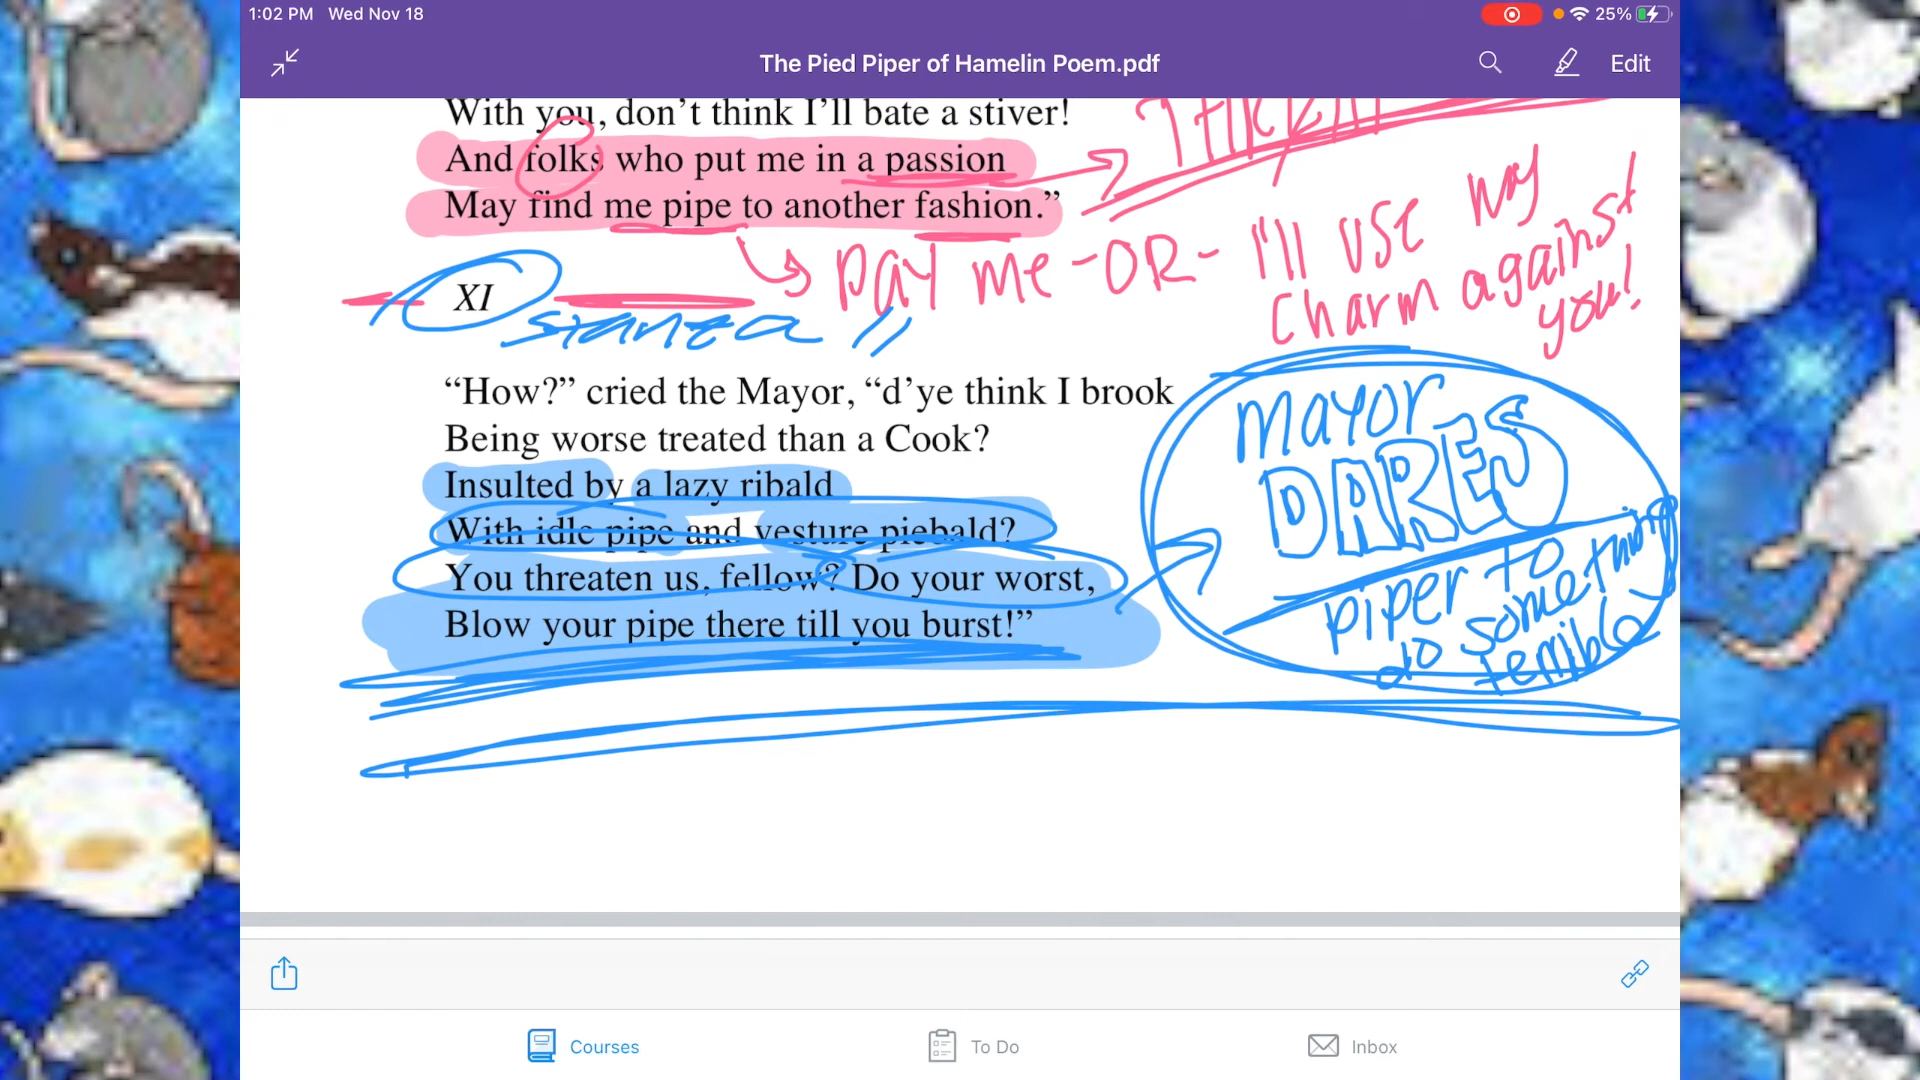 1:02 PM Wed Nov 18
25%
The Pied Piper of Hamelin Poem.pdf
Edit
With you, don’t think I’ll bate a stiver!
And folks who put me in a passion
May find me pipe to another fashion.”
pay me -OR- I'll use my
charm against
you!
XI
stanza 11
“How?” cried the Mayor, “d’ye think I brook
Being worse treated than a Cook?
Insulted by a lazy ribald
With idle pipe and vesture piebald?
You threaten us, fellow? Do your worst,
Blow your pipe there till you burst!”
mayor
DARES
piper to
do something
terrible
Courses
To Do
Inbox